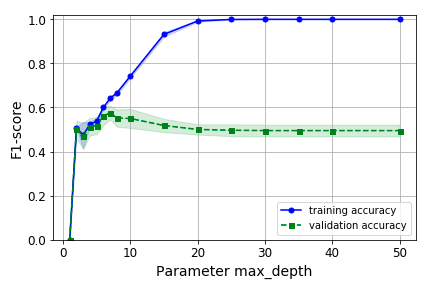 1.0
0.8
0.6
0.4
0.2
0.0
F1-score
training accuracy
validation accuracy
0 10 20 30 40 50
Parameter max_depth